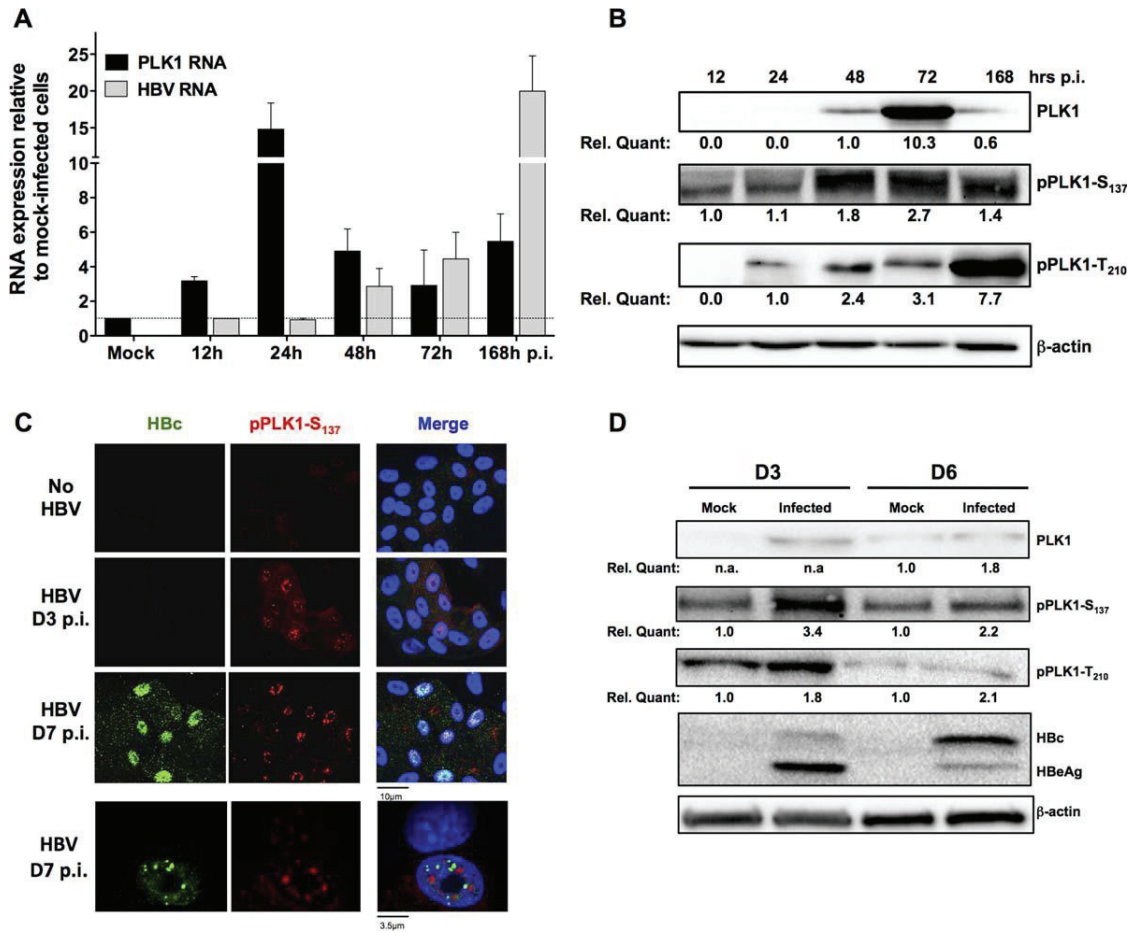 A
RNA expression relative
to mock-infected cells
25
20
15
10
8
6
4
2
0
PLK1 RNA
HBV RNA
Mock 12h 24h 48h 72h 168h p.i.
B
12 24 48 72 168 hrs p.i.
PLK1
Rel. Quant: 0.0 0.0 1.0 10.3 0.6
pPLK1-S137
Rel. Quant: 1.0 1.1 1.8 2.7 1.4
pPLK1-T210
Rel. Quant: 0.0 1.0 2.4 3.1 7.7
β-actin
C
HBc pPLK1-S137 Merge
No
HBV
HBV
D3 p.i.
HBV
D7 p.i.
10µm
HBV
D7 p.i.
3.5µm
D
D3 D6
Mock Infected Mock Infected
PLK1
Rel. Quant: n.a. n.a 1.0 1.8
pPLK1-S137
Rel. Quant: 1.0 3.4 1.0 2.2
pPLK1-T210
Rel. Quant: 1.0 1.8 1.0 2.1
HBc
HBeAg
β-actin